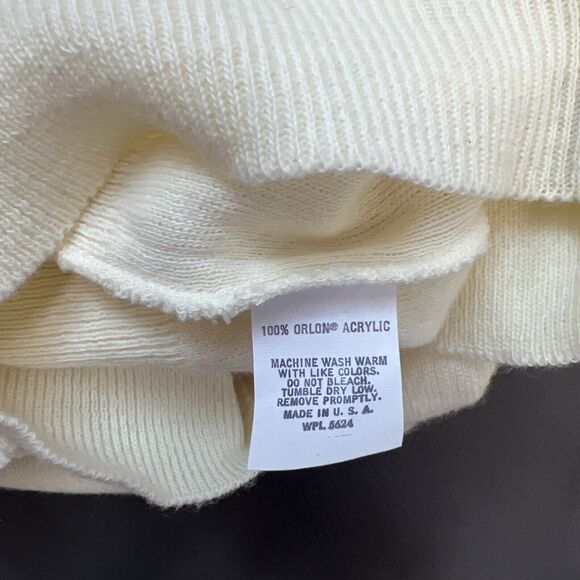 100% ORLON® ACRYLIC
MACHINE WASH WARM
WITH LIKE COLORS.
DO NOT BLEACH.
TUMBLE DRY LOW.
REMOVE PROMPTLY.
MADE IN U. S. A.
WPL 5624